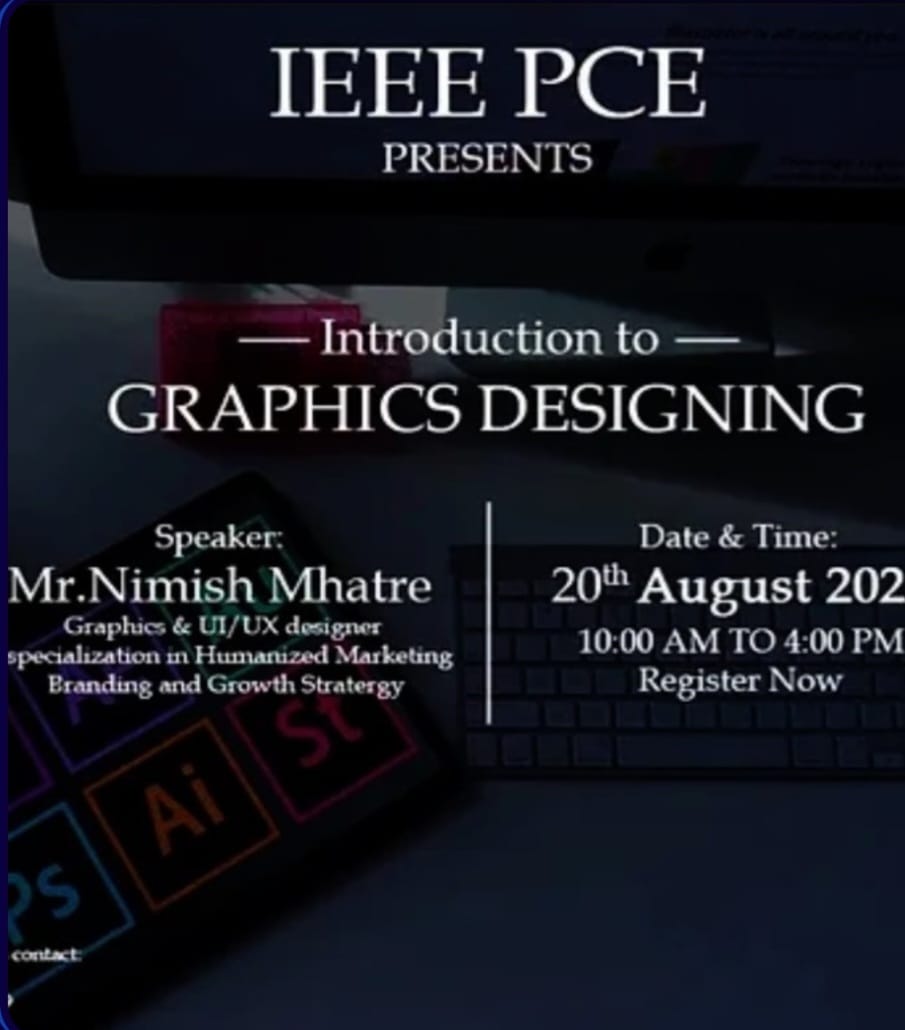 IEEE PCE
PRESENTS
— Introduction to —
GRAPHICS DESIGNING
Speaker:
Mr.Nimish Mhatre
Graphics & UI/UX designer
specialization in Humanized Marketing
Branding and Growth Stratergy
Date & Time:
20th August 202
10:00 AM TO 4:00 PM
Register Now
St
Ai
Ps
contact: